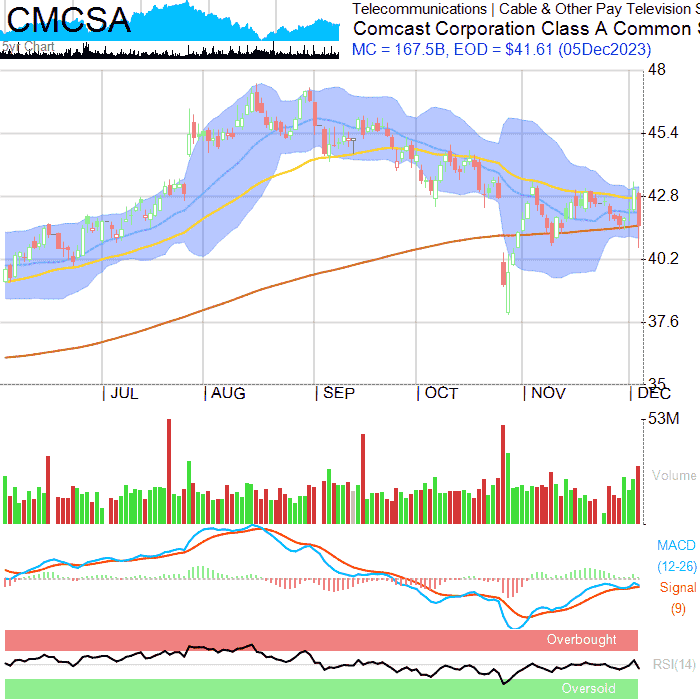 CMCSA
5yr Chart
Telecommunications | Cable & Other Pay Television S
Comcast Corporation Class A Common S
MC = 167.5B, EOD = $41.61 (05Dec2023)
48
45.4
42.8
40.2
37.6
35
JUL AUG SEP OCT NOV DEC
53M
Volume
MACD
(12-26)
Signal
(9)
Overbought
RSI(14)
Oversold